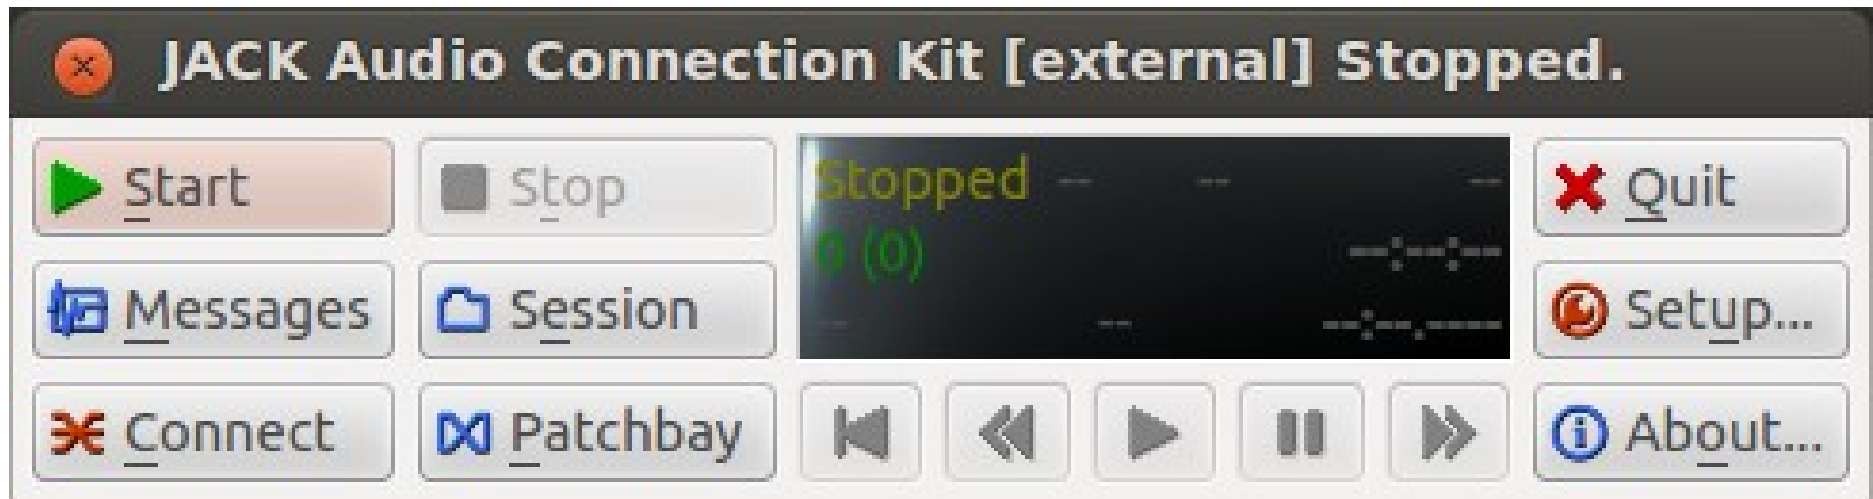 JACK Audio Connection Kit [external] Stopped.
Start
Stop
Stopped -- -- --
0 (0) --:--:--
-- -- --:--.----
Quit
Messages
Session
Setup...
Connect
Patchbay
About...